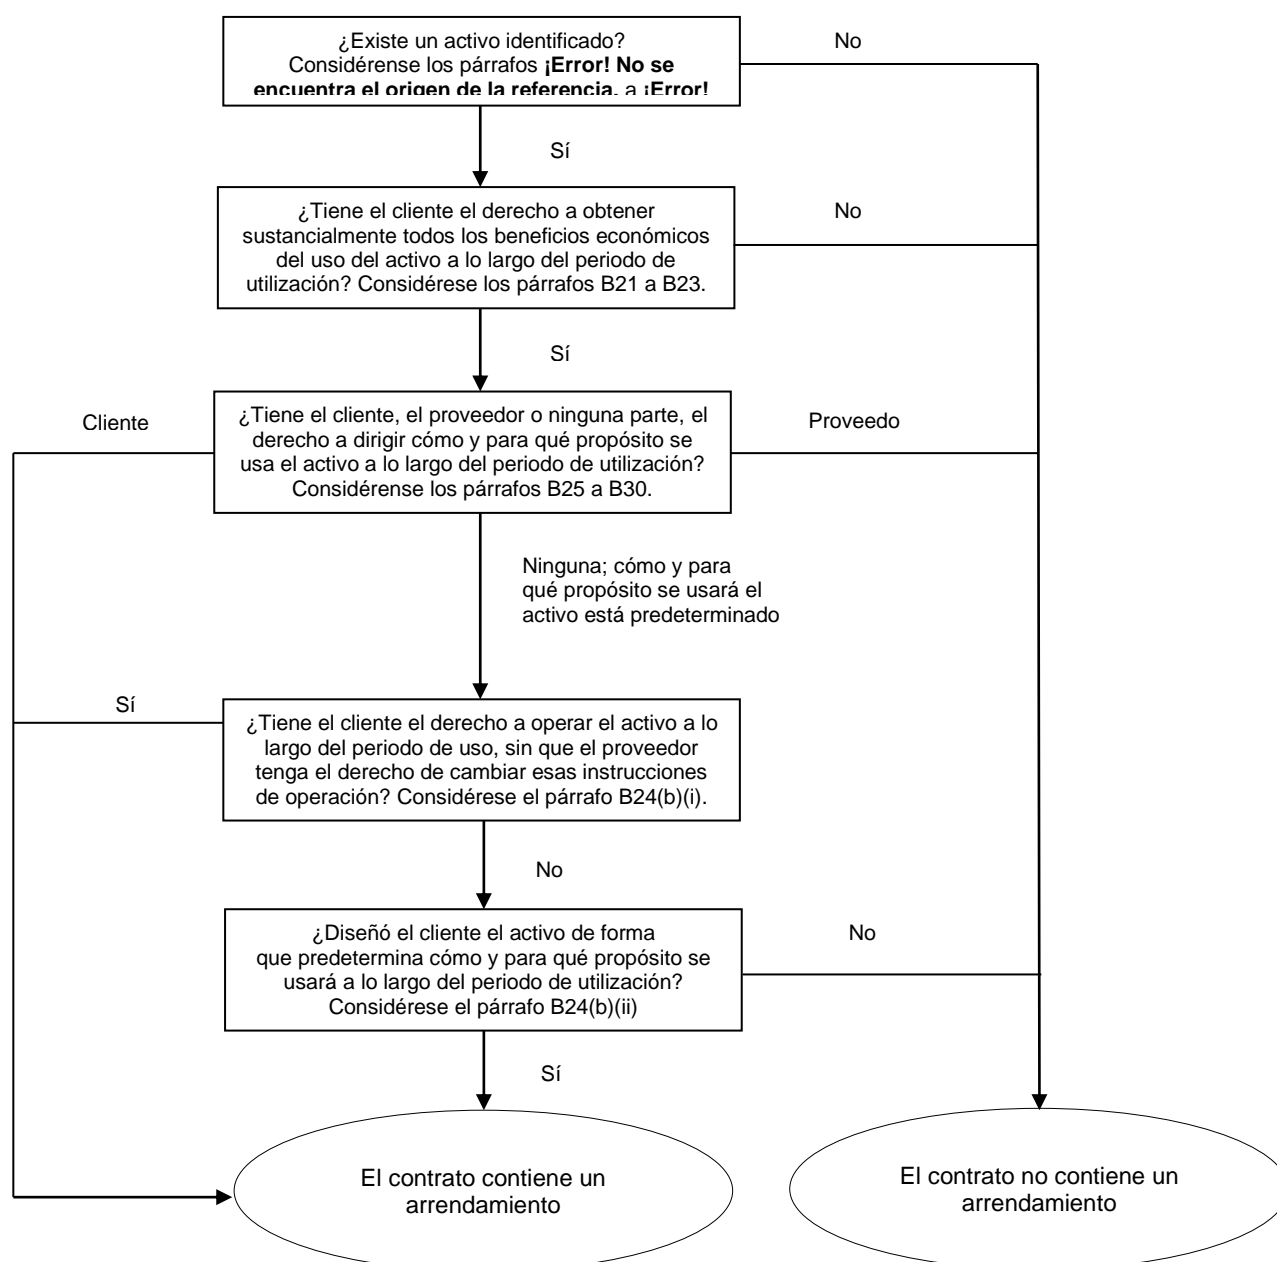 ¿Existe un activo identificado?
Considérense los párrafos ¡Error! No se
encuentra el origen de la referencia. a ¡Error!
No
Sí
¿Tiene el cliente el derecho a obtener
sustancialmente todos los beneficios económicos
del uso del activo a lo largo del periodo de
utilización? Considérese los párrafos B21 a B23.
No
Sí
Cliente
¿Tiene el cliente, el proveedor o ninguna parte, el
derecho a dirigir cómo y para qué propósito se
usa el activo a lo largo del periodo de utilización?
Considérense los párrafos B25 a B30.
Proveedo
Ninguna; cómo y para
qué propósito se usará el
activo está predeterminado
Sí
¿Tiene el cliente el derecho a operar el activo a lo
largo del periodo de uso, sin que el proveedor
tenga el derecho de cambiar esas instrucciones
de operación? Considérese el párrafo B24(b)(i).
No
¿Diseñó el cliente el activo de forma
que predetermina cómo y para qué propósito se
usará a lo largo del periodo de utilización?
Considérese el párrafo B24(b)(ii)
No
Sí
El contrato contiene un
arrendamiento
El contrato no contiene un
arrendamiento